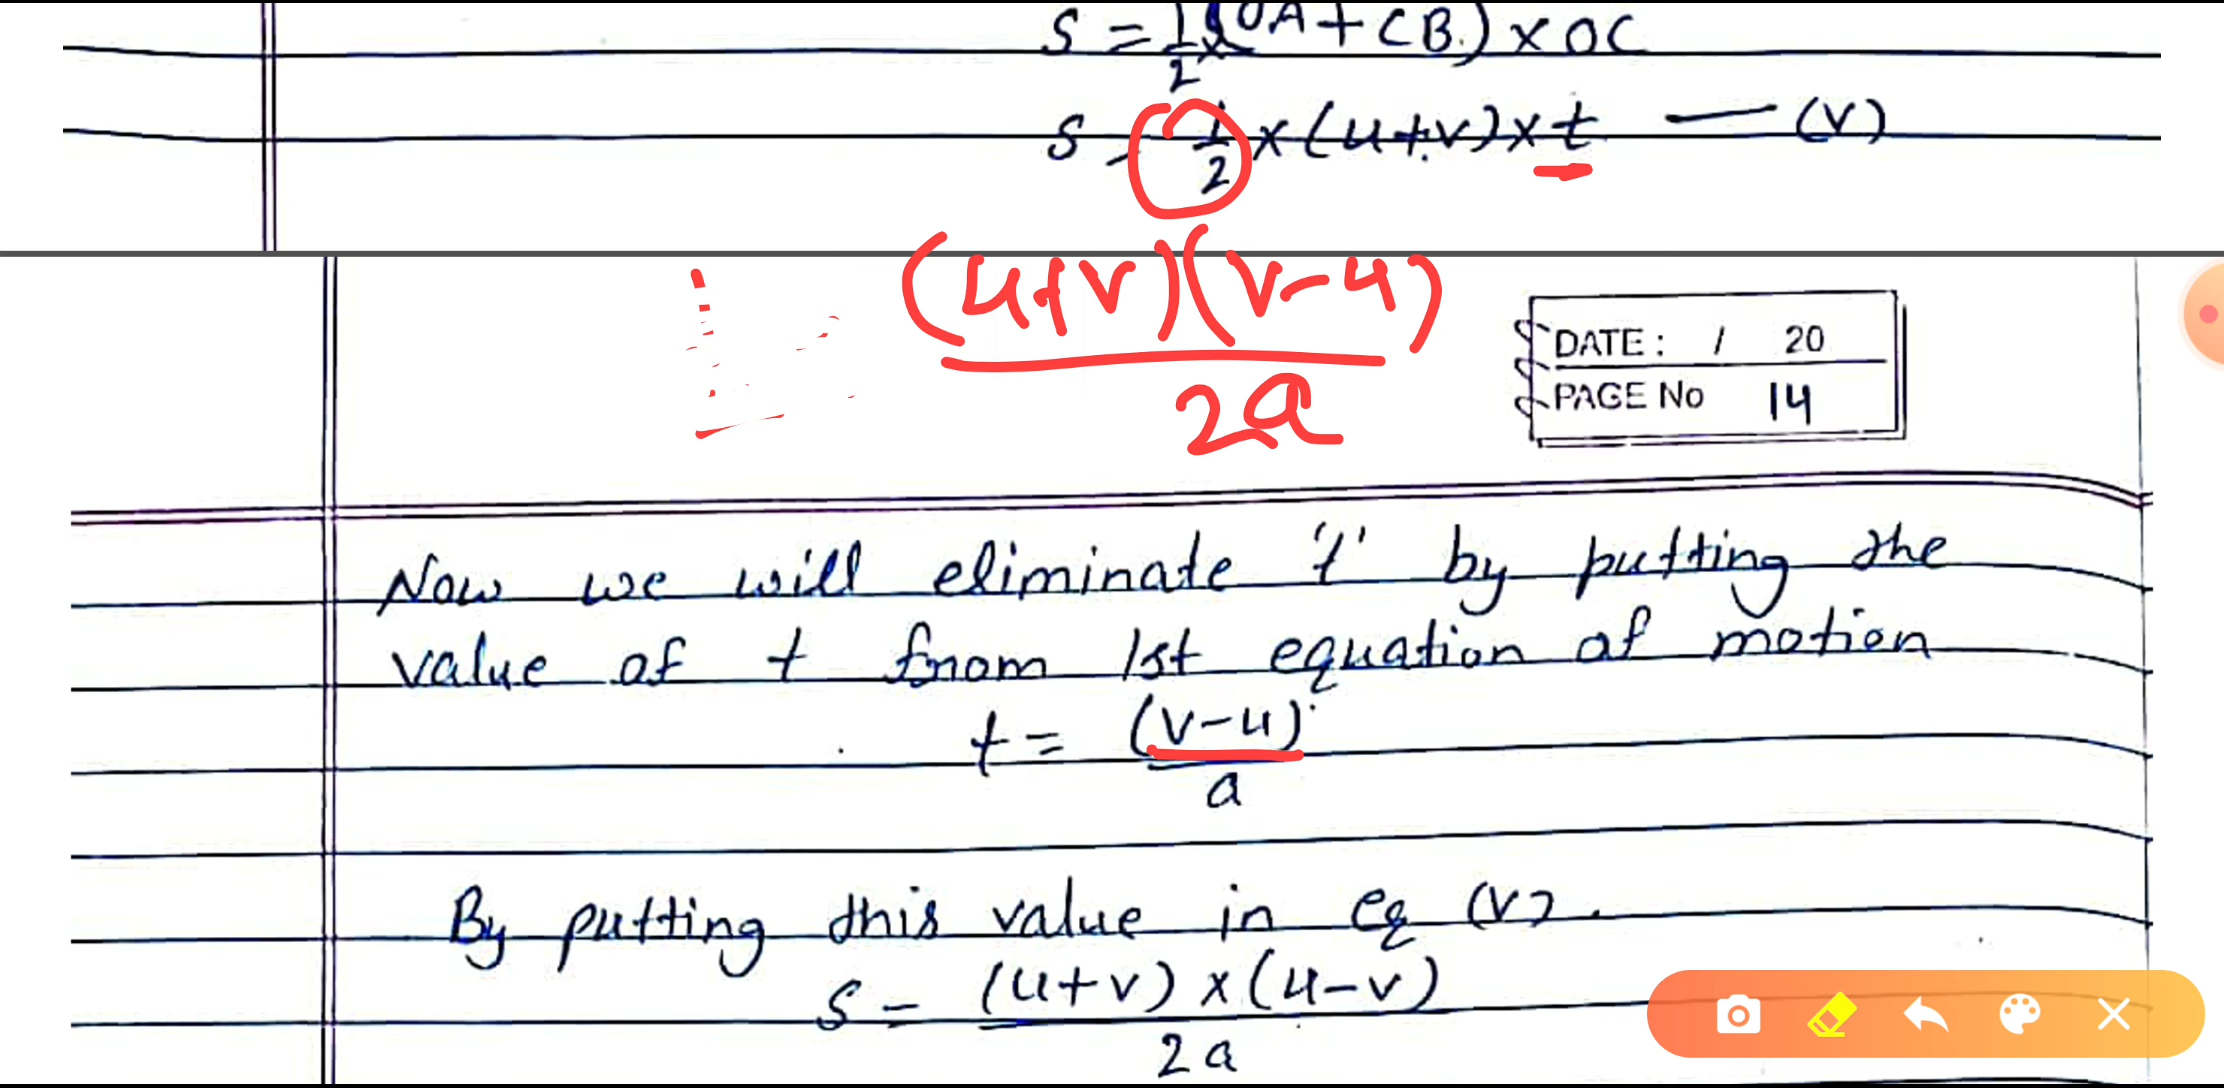 S = 1/2 (OA + CB) × OC
S = 1/2 × (u+v) × t — (V)
(u+v)(v-u)
2a
DATE: / 20
PAGE No 14
Now we will eliminate 't' by putting the
value of t from 1st equation of motion
t = (v-u)
a
By putting this value in eq (V).
S = (u+v) × (u-v)
2a